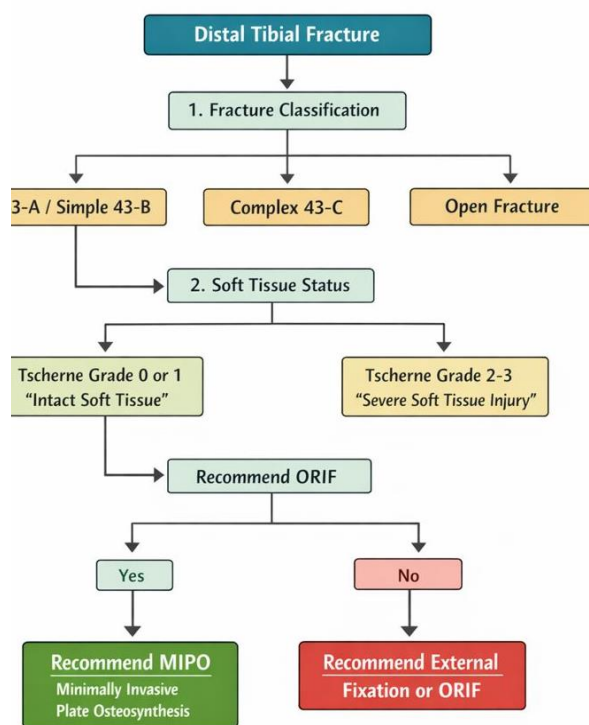 Distal Tibial Fracture
1. Fracture Classification
3-A / Simple 43-B
Complex 43-C
Open Fracture
2. Soft Tissue Status
Tscherne Grade 0 or 1
"Intact Soft Tissue"
Tscherne Grade 2-3
"Severe Soft Tissue Injury"
Recommend ORIF
Yes
No
Recommend MIPO
Minimally Invasive
Plate Osteosynthesis
Recommend External
Fixation or ORIF